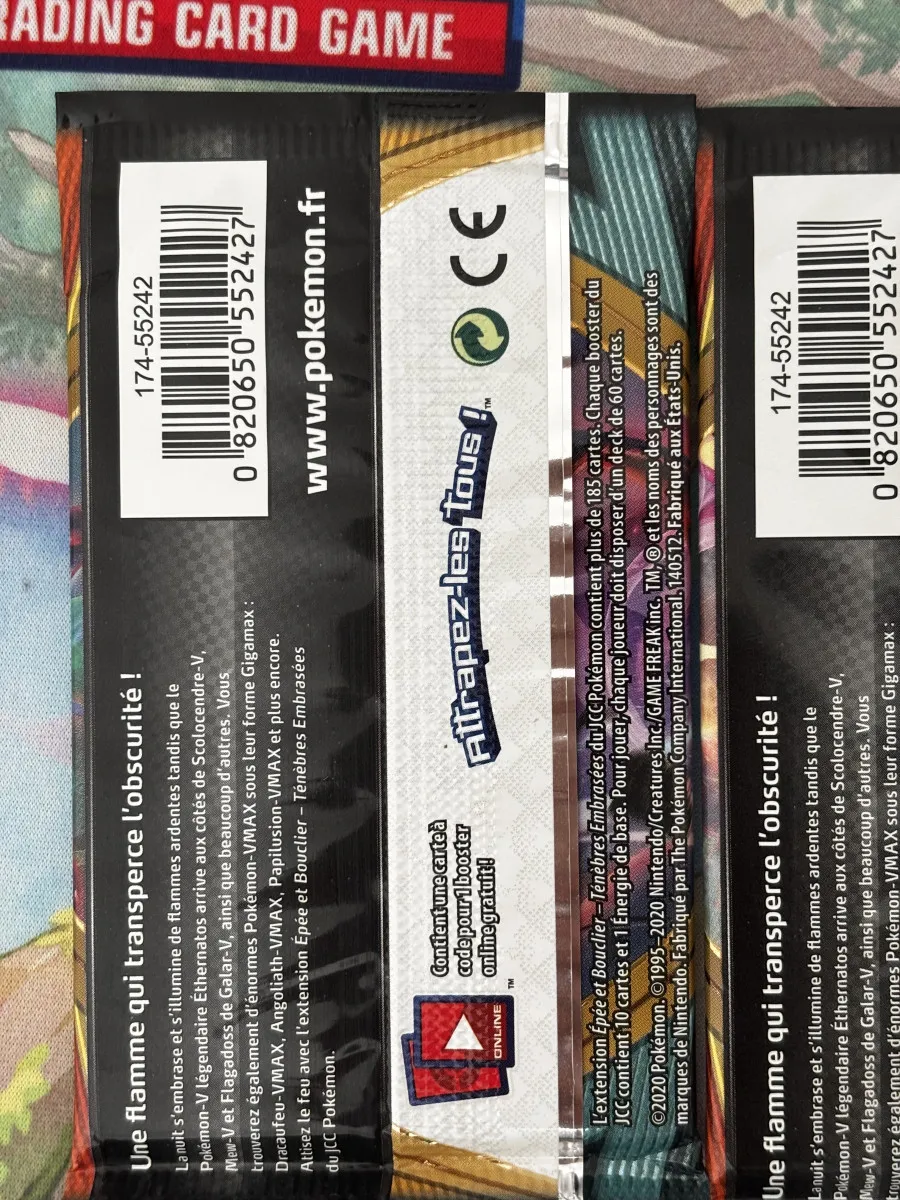 RADING CARD GAME
174-55242
0 820650 552427
www.pokemon.fr
Une flamme qui transperce l'obscurité !
La nuit s'embrase et s'illumine de flammes ardentes tandis que le
Pokémon-V légendaire Éthernatos arrive aux côtés de Scolocendre-V,
Mew-V et Flagadoss de Galar-V, ainsi que beaucoup d'autres. Vous
trouverez également d'énormes Pokémon-VMAX sous leur forme Gigamax :
Dracaufeu-VMAX, Angoliath-VMAX, Papilusion-VMAX et plus encore.
Attisez le feu avec l'extension Épée et Bouclier – Ténèbres Embrasées
du JCC Pokémon.
ONLINE
TM
Contient une carte à
code pour 1 booster
online gratuit!
Attrapez-les Tous !
TM
CE
L'extension Épée et Bouclier – Ténèbres Embrasées du JCC Pokémon contient plus de 185 cartes. Chaque booster du
JCC contient 10 cartes et 1 Énergie de base. Pour jouer, chaque joueur doit disposer d'un deck de 60 cartes.
©2020 Pokémon. ©1995–2020 Nintendo/Creatures Inc./GAME FREAK inc. TM, ® et les noms des personnages sont des
marques de Nintendo. Fabriqué par The Pokémon Company International. 140512. Fabriqué aux États-Unis.
174-55242
0 820650 552427
Une flamme qui transperce l'obscurité !
La nuit s'embrase et s'illumine de flammes ardentes tandis que le
Pokémon-V légendaire Éthernatos arrive aux côtés de Scolocendre-V,
Mew-V et Flagadoss de Galar-V, ainsi que beaucoup d'autres. Vous
trouverez également d'énormes Pokémon-VMAX sous leur forme Gigamax :